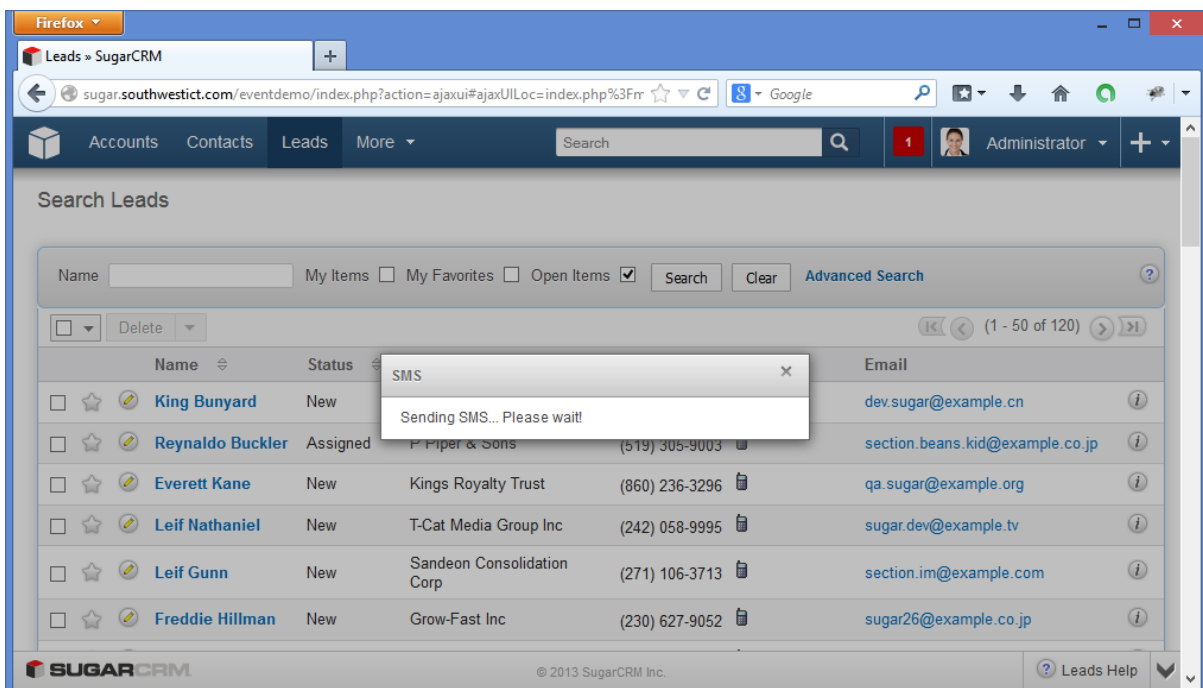 Firefox
Leads » SugarCRM
sugar.southwestict.com/eventdemo/index.php?action=ajaxui#ajaxUILoc=index.php%3Fm
8 Google
Accounts Contacts Leads More Search 1 Administrator
Search Leads
Name My Items My Favorites Open Items Search Clear Advanced Search ?
Delete (1 - 50 of 120)
Name Status Email
SMS ×
Sending SMS... Please wait!
King Bunyard New dev.sugar@example.cn i
Reynaldo Buckler Assigned P Piper & Sons (519) 305-9003 section.beans.kid@example.co.jp i
Everett Kane New Kings Royalty Trust (860) 236-3296 qa.sugar@example.org i
Leif Nathaniel New T-Cat Media Group Inc (242) 058-9995 sugar.dev@example.tv i
Leif Gunn New Sandeon Consolidation Corp (271) 106-3713 section.im@example.com i
Freddie Hillman New Grow-Fast Inc (230) 627-9052 sugar26@example.co.jp i
SUGARCRM © 2013 SugarCRM Inc. ? Leads Help